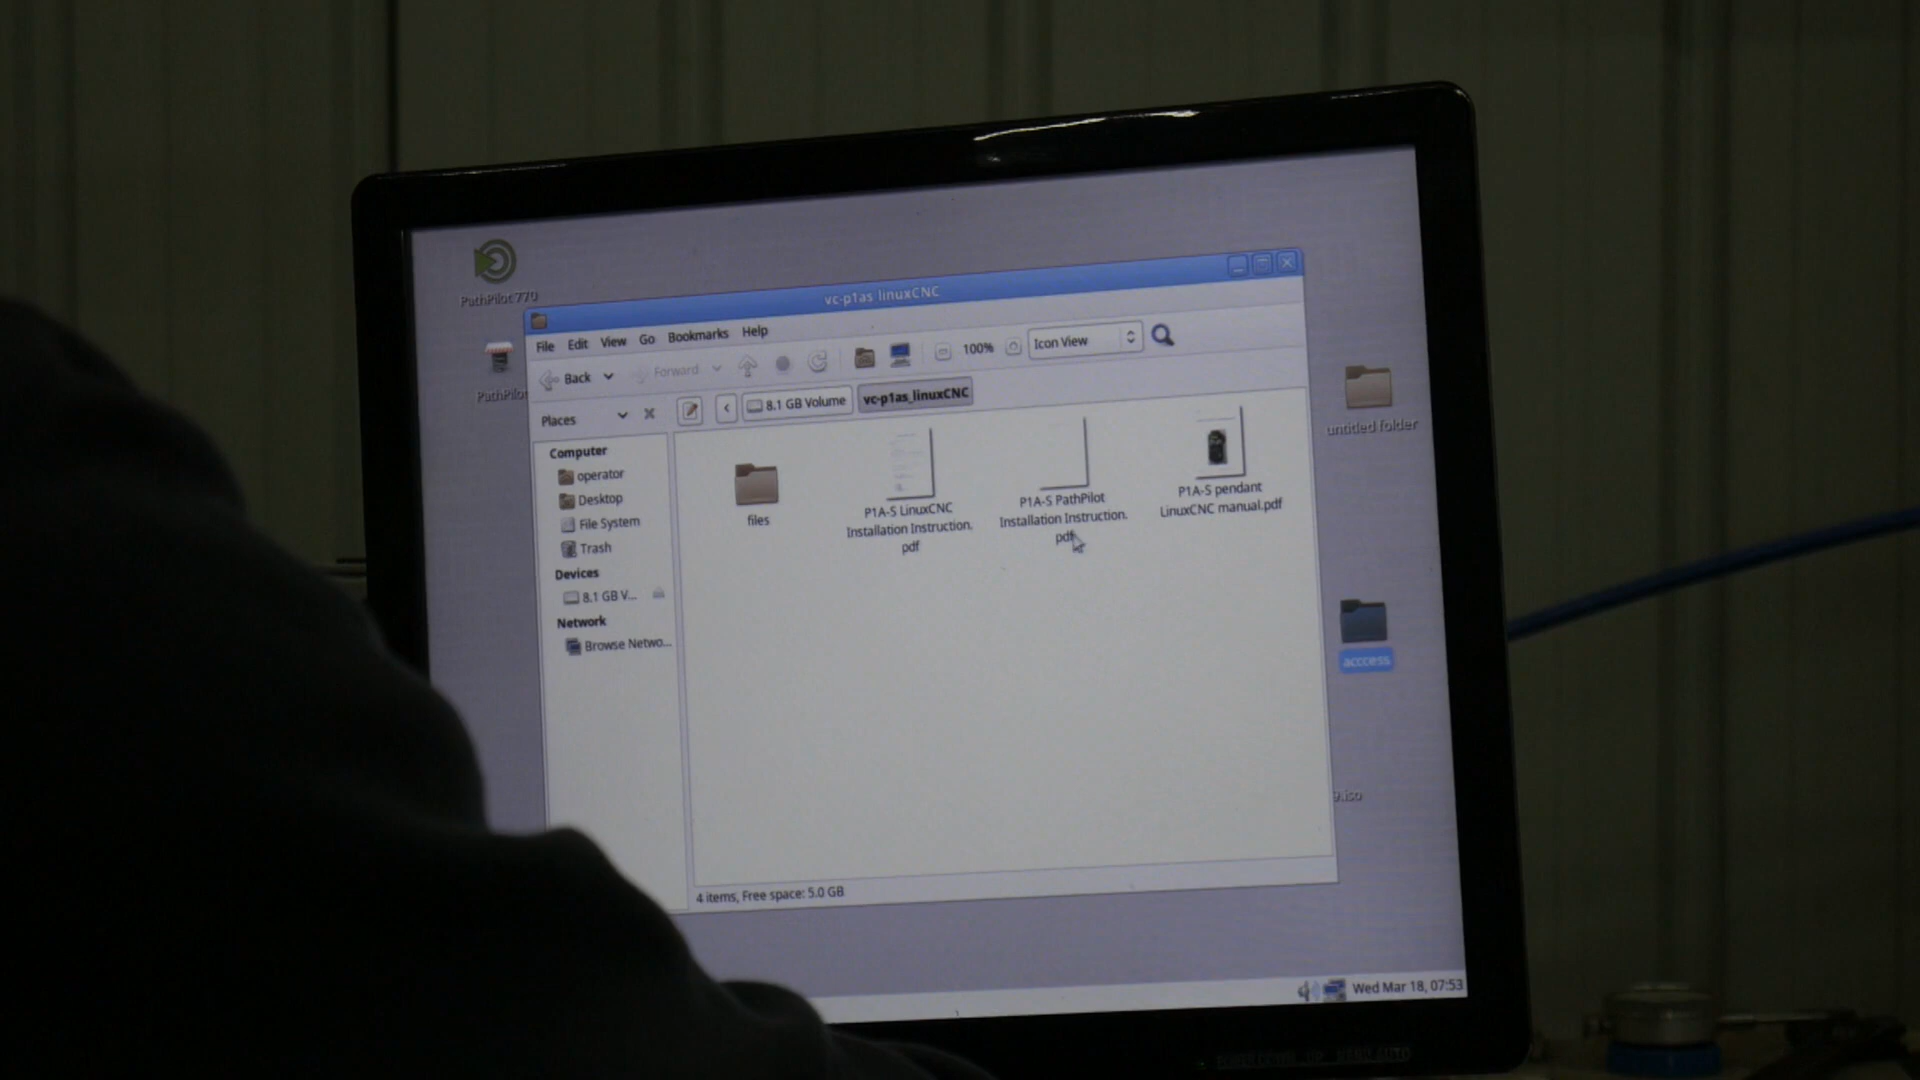 PathPilot 770
vc-p1as linuxCNC
File Edit View Go Bookmarks Help
Back Forward 100% Icon View
Places 8.1 GB Volume vc-p1as_linuxCNC
Computer
operator
Desktop
File System
Trash
Devices
8.1 GB V...
Network
Browse Netwo...
files
P1A-S LinuxCNC
Installation Instruction.
pdf
P1A-S PathPilot
Installation Instruction.
pdf
P1A-S pendant
LinuxCNC manual.pdf
untitled folder
acccess
9.iso
4 items, Free space: 5.0 GB
Wed Mar 18, 07:53